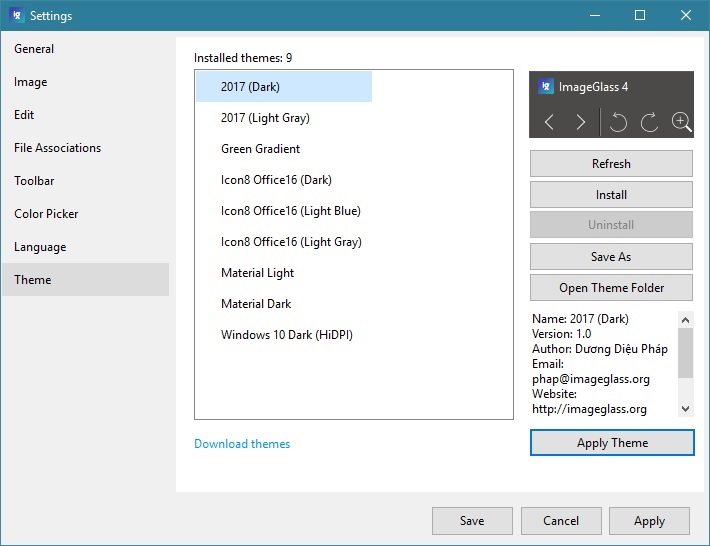 Settings
General
Image
Edit
File Associations
Toolbar
Color Picker
Language
Theme
Installed themes: 9
2017 (Dark)
2017 (Light Gray)
Green Gradient
Icon8 Office16 (Dark)
Icon8 Office16 (Light Blue)
Icon8 Office16 (Light Gray)
Material Light
Material Dark
Windows 10 Dark (HiDPI)
Download themes
ig ImageGlass 4
Refresh
Install
Uninstall
Save As
Open Theme Folder
Name: 2017 (Dark)
Version: 1.0
Author: Dương Diệu Pháp
Email:
phap@imageglass.org
Website:
http://imageglass.org
Apply Theme
Save
Cancel
Apply